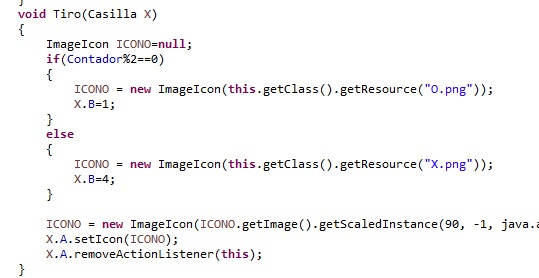 }
void Tiro(Casilla X)
{
ImageIcon ICONO=null;
if(Contador%2==0)
{
ICONO = new ImageIcon(this.getClass().getResource("O.png"));
X.B=1;
}
else
{
ICONO = new ImageIcon(this.getClass().getResource("X.png"));
X.B=4;
}
ICONO = new ImageIcon(ICONO.getImage().getScaledInstance(90, -1, java.a
X.A.setIcon(ICONO);
X.A.removeActionListener(this);
}